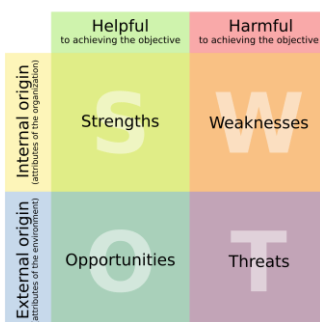 Helpful
to achieving the objective
Harmful
to achieving the objective
Internal origin
(attributes of the organization)
S
Strengths
W
Weaknesses
External origin
(attributes of the environment)
O
Opportunities
T
Threats